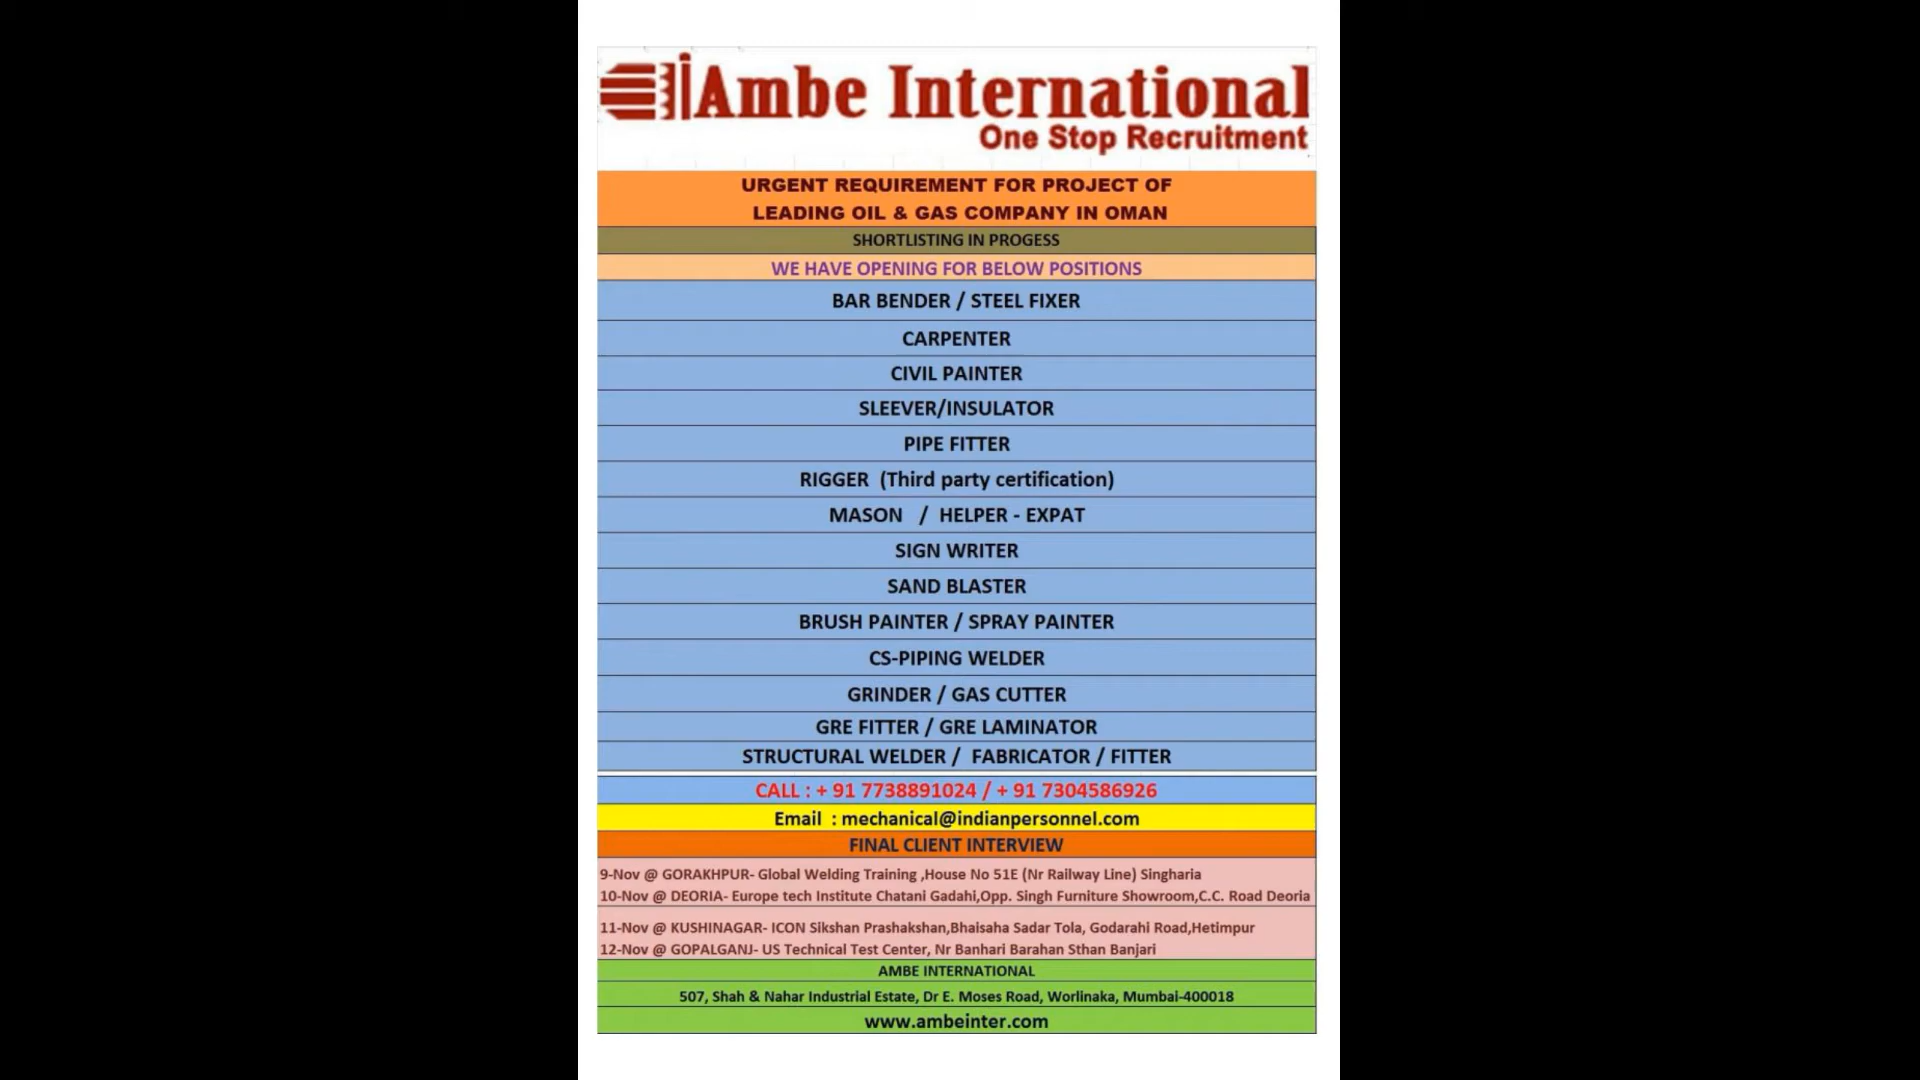 Ambe International
One Stop Recruitment
URGENT REQUIREMENT FOR PROJECT OF
LEADING OIL & GAS COMPANY IN OMAN
SHORTLISTING IN PROGESS
WE HAVE OPENING FOR BELOW POSITIONS
BAR BENDER / STEEL FIXER
CARPENTER
CIVIL PAINTER
SLEEVER/INSULATOR
PIPE FITTER
RIGGER (Third party certification)
MASON / HELPER - EXPAT
SIGN WRITER
SAND BLASTER
BRUSH PAINTER / SPRAY PAINTER
CS-PIPING WELDER
GRINDER / GAS CUTTER
GRE FITTER / GRE LAMINATOR
STRUCTURAL WELDER / FABRICATOR / FITTER
CALL : + 91 7738891024 / + 91 7304586926
Email : mechanical@indianpersonnel.com
FINAL CLIENT INTERVIEW
9-Nov @ GORAKHPUR- Global Welding Training ,House No 51E (Nr Railway Line) Singharia
10-Nov @ DEORIA- Europe tech Institute Chatani Gadahi,Opp. Singh Furniture Showroom,C.C. Road Deoria
11-Nov @ KUSHINAGAR- ICON Sikshan Prashakshan,Bhaisaha Sadar Tola, Godarahi Road,Hetimpur
12-Nov @ GOPALGANJ- US Technical Test Center, Nr Banhari Barahan Sthan Banjari
AMBE INTERNATIONAL
507, Shah & Nahar Industrial Estate, Dr E. Moses Road, Worlinaka, Mumbai-400018
www.ambeinter.com